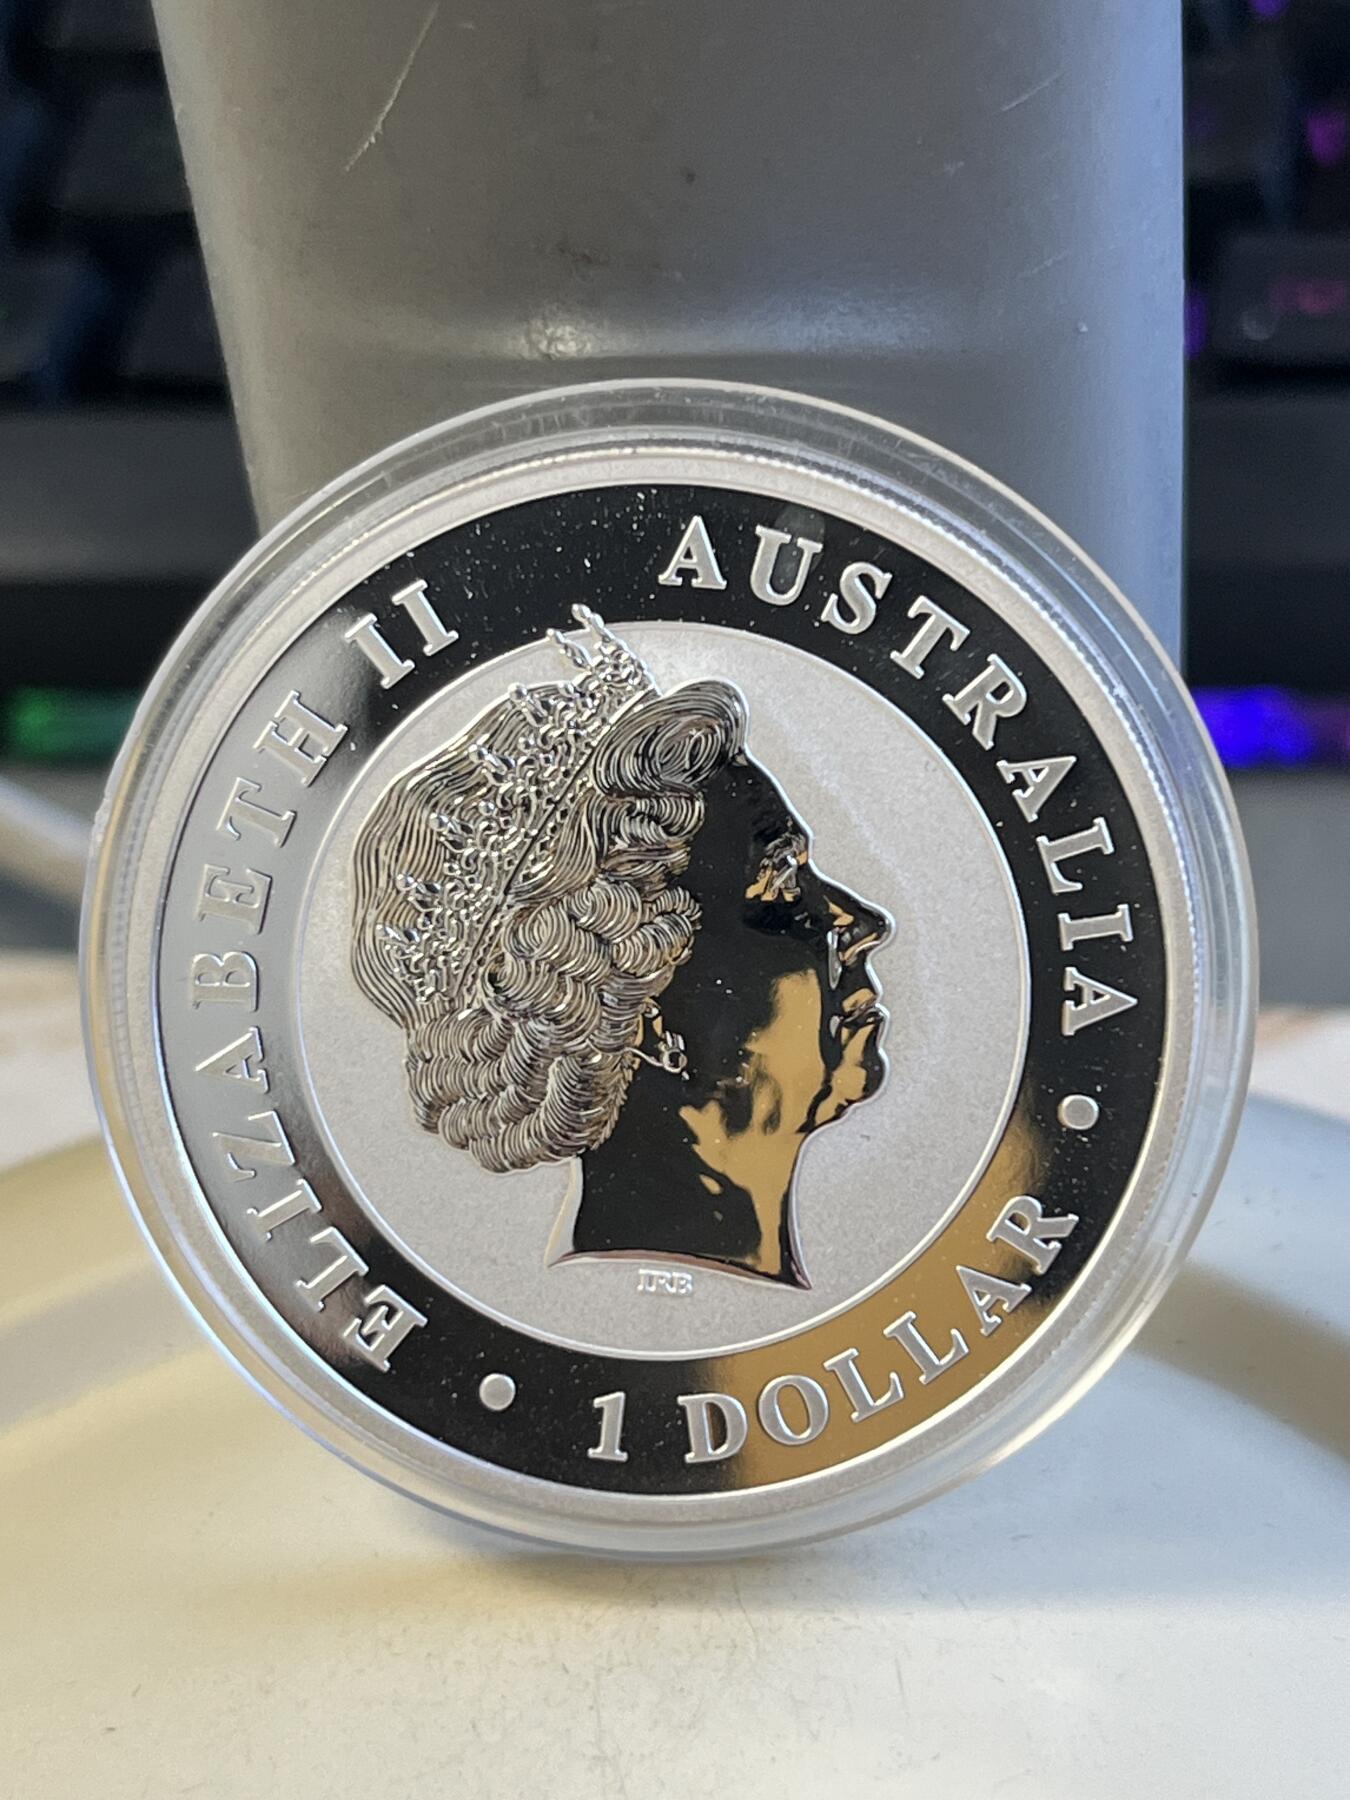 ELIZABETH II
AUSTRALIA
1 DOLLAR
IRB